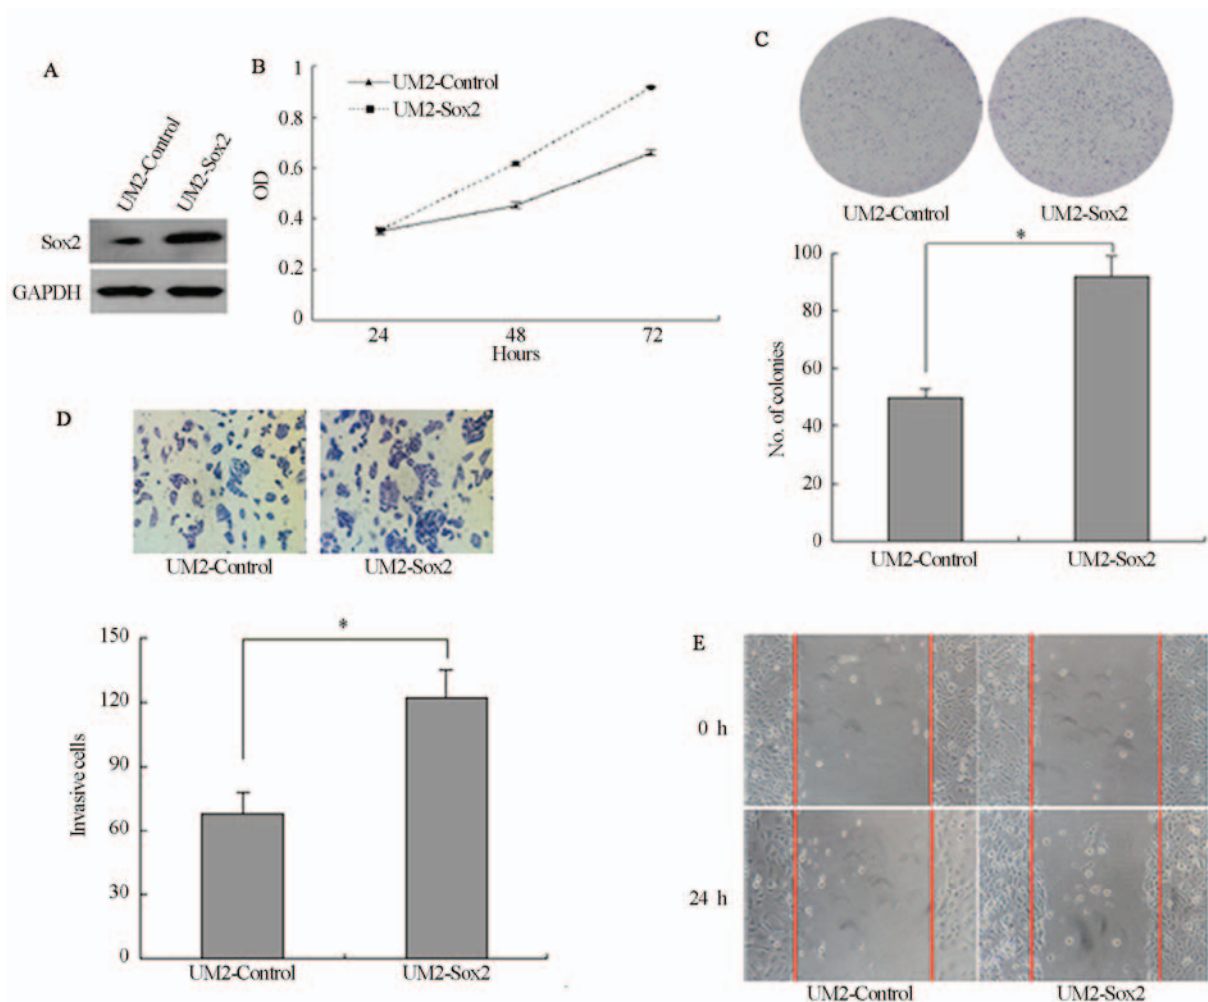 A
UM2-Control
UM2-Sox2
Sox2
GAPDH
B
1
0.8
0.6
0.4
0.2
0
OD
UM2-Control
UM2-Sox2
24 48 72
Hours
C
UM2-Control UM2-Sox2
*
100
80
60
40
20
0
No. of colonies
UM2-Control UM2-Sox2
D
UM2-Control UM2-Sox2
*
150
120
90
60
30
0
Invasive cells
UM2-Control UM2-Sox2
E
0 h
24 h
UM2-Control UM2-Sox2